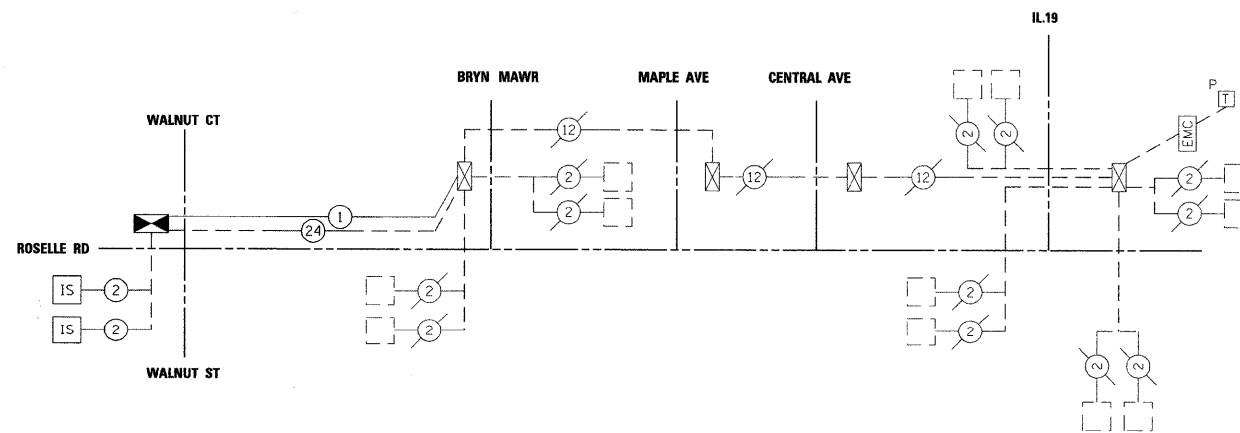 IL.19
BRYN MAWR
MAPLE AVE
CENTRAL AVE
P
T
EMC
WALNUT CT
12
2
2
2
2
12
12
2
2
1
24
ROSELLE RD
IS
2
2
2
IS
2
2
2
WALNUT ST
2
2